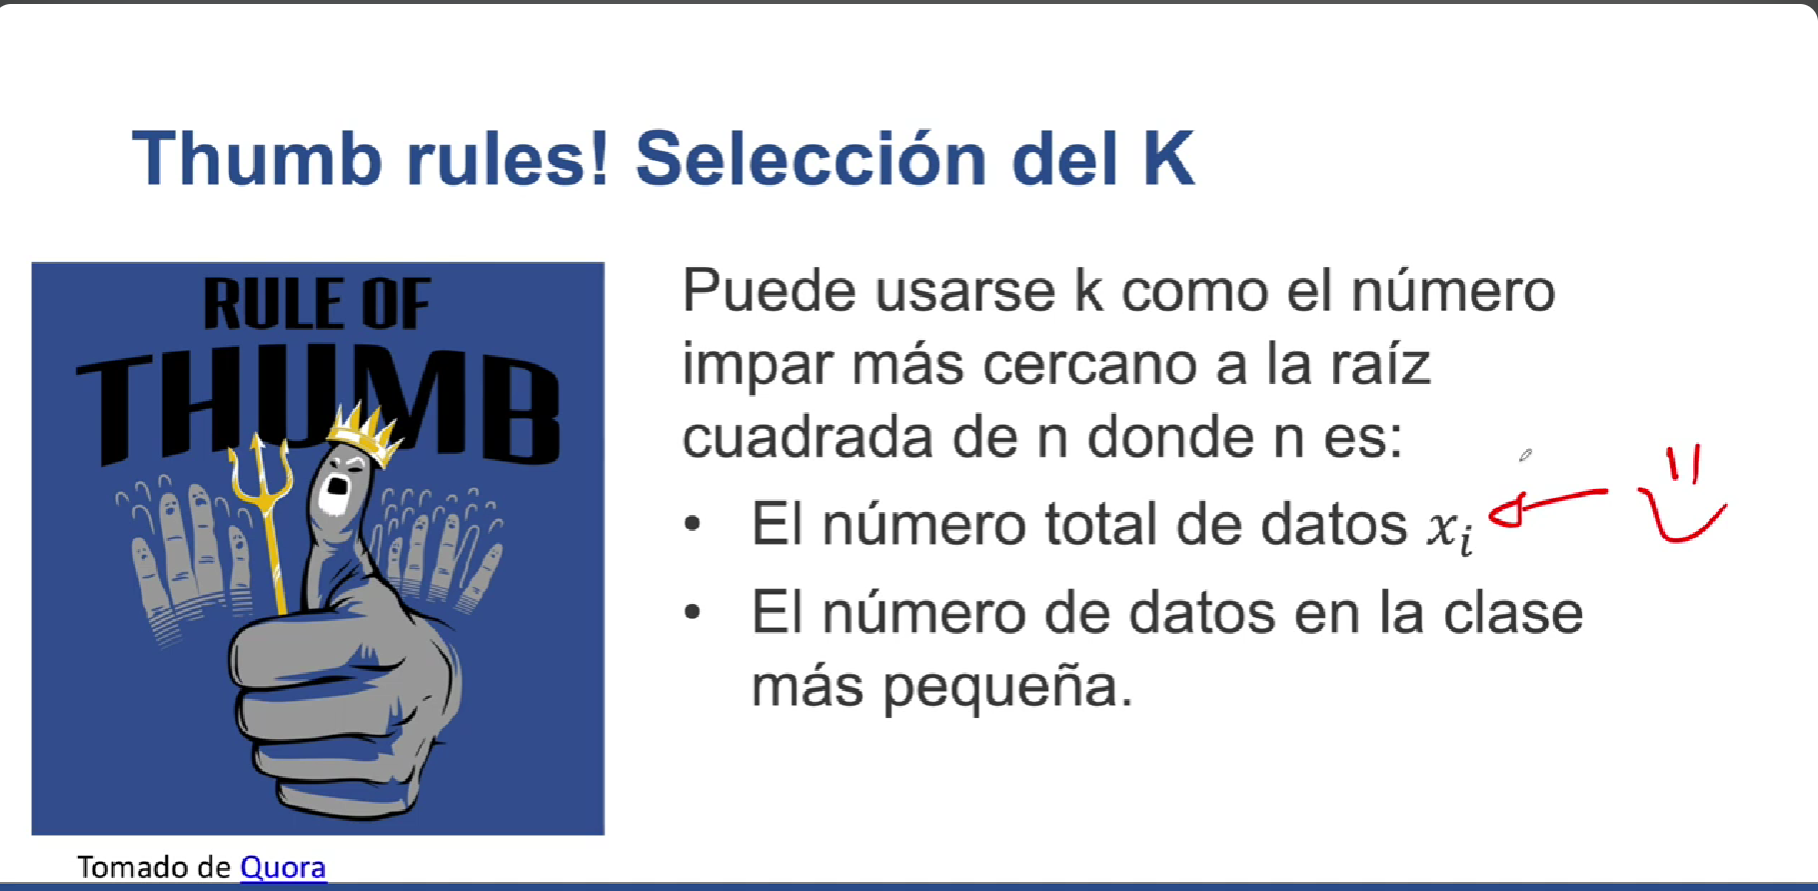 Thumb rules! Selección del K
RULE OF
THUMB
Puede usarse k como el número
impar más cercano a la raíz
cuadrada de n donde n es:
• El número total de datos xᵢ
• El número de datos en la clase
más pequeña.
Tomado de Quora